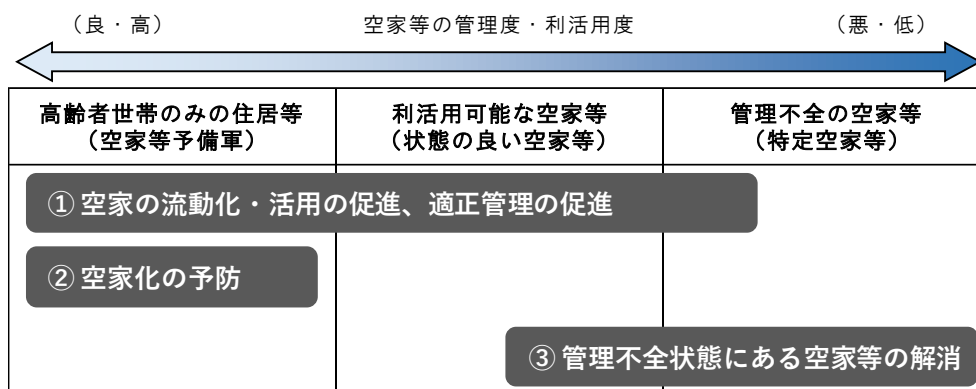 （良・高） 空家等の管理度・利活用度 （悪・低）
高齢者世帯のみの住居等
（空家等予備軍）
利活用可能な空家等
（状態の良い空家等）
管理不全の空家等
（特定空家等）
① 空家の流動化・活用の促進、適正管理の促進
② 空家化の予防
③ 管理不全状態にある空家等の解消